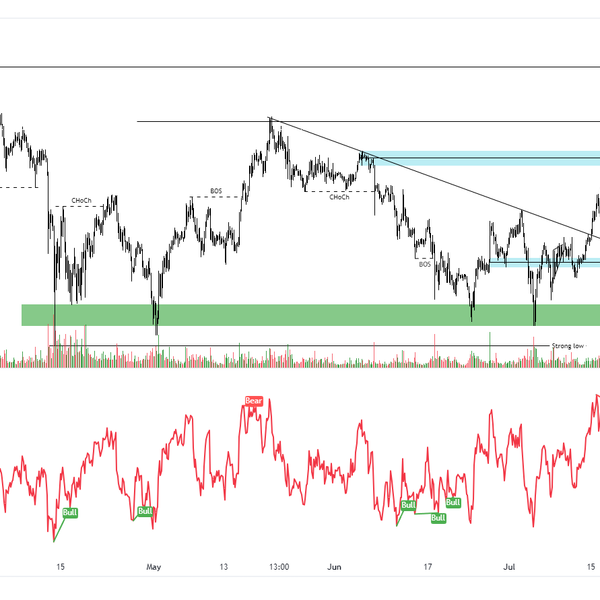 BOS
CHoCh
CHoCh
BOS
Strong low
Bear
Bull
Bull
Bull
Bull
Bull
15 May 13 13:00 Jun 17 Jul 15